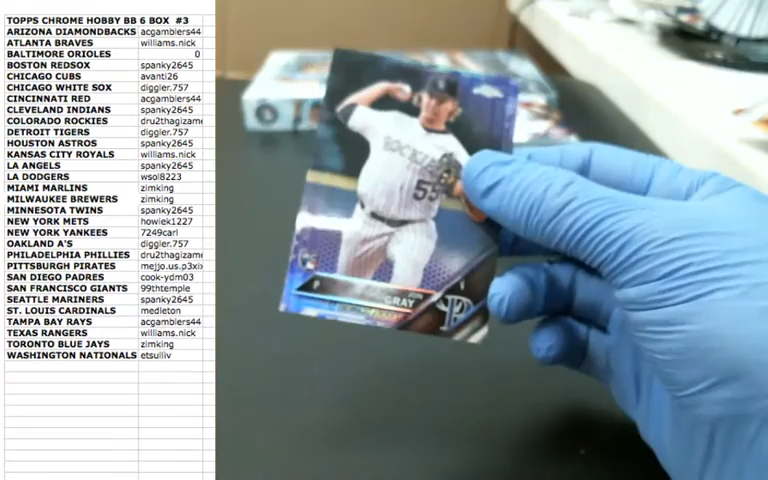 TOPPS CHROME HOBBY BB 6 BOX #3
ARIZONA DIAMONDBACKS acgamblers44
ATLANTA BRAVES williams.nick
BALTIMORE ORIOLES 0
BOSTON REDSOX spanky2645
CHICAGO CUBS avanti26
CHICAGO WHITE SOX diggler.757
CINCINNATI RED acgamblers44
CLEVELAND INDIANS spanky2645
COLORADO ROCKIES dru2thagizame
DETROIT TIGERS diggler.757
HOUSTON ASTROS spanky2645
KANSAS CITY ROYALS williams.nick
LA ANGELS spanky2645
LA DODGERS wsol8223
MIAMI MARLINS zimking
MILWAUKEE BREWERS zimking
MINNESOTA TWINS spanky2645
NEW YORK METS howiek1227
NEW YORK YANKEES 7249carl
OAKLAND A'S diggler.757
PHILADELPHIA PHILLIES dru2thagizame
PITTSBURGH PIRATES mejjo.us.p3xix
SAN DIEGO PADRES cook-ydm03
SAN FRANCISCO GIANTS 99thtemple
SEATTLE MARINERS spanky2645
ST. LOUIS CARDINALS medleton
TAMPA BAY RAYS acgamblers44
TEXAS RANGERS williams.nick
TORONTO BLUE JAYS zimking
WASHINGTON NATIONALS etsulliv
ROCKIES
55
P
GRAY